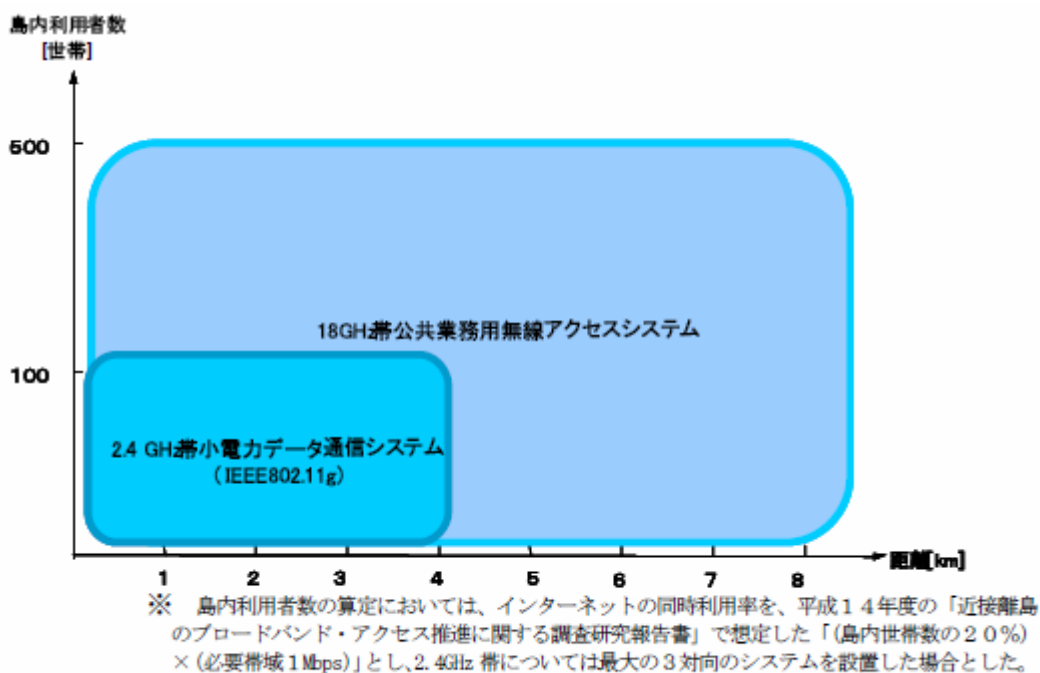 島内利用者数
[世帯]
500
18GHz帯公共業務用無線アクセスシステム
100
2.4 GHz帯小電力データ通信システム
(IEEE802.11g)
1 2 3 4 5 6 7 8
距離[km]
※ 島内利用者数の算定においては、インターネットの同時利用率を、平成14年度の「近接離島
のブロードバンド・アクセス推進に関する調査研究報告書」で想定した「(島内世帯数の20%)
×(必要帯域1Mbps)」とし、2.4GHz 帯については最大の3対向のシステムを設置した場合とした。